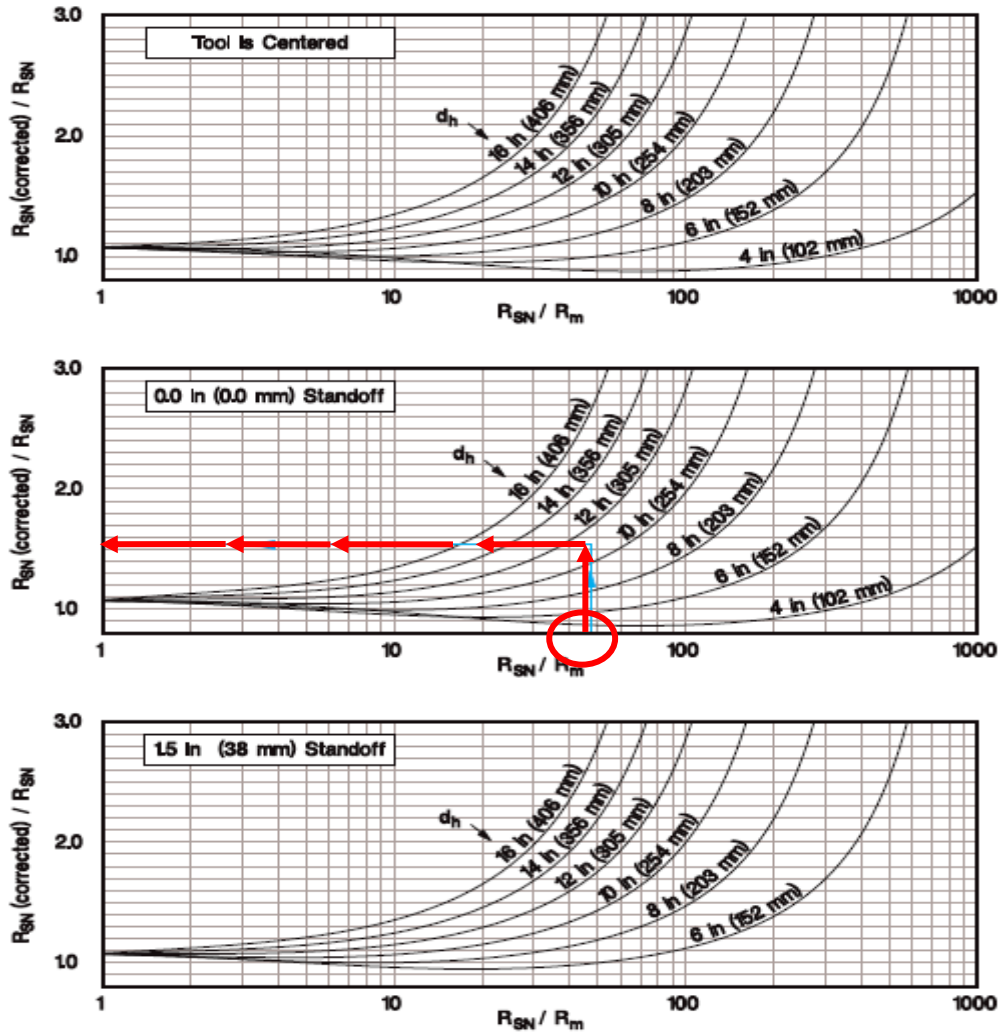 3.0
Tool Is Centered
RSN (corrected) / RSN
dh
16 in (406 mm)
14 in (356 mm)
12 in (305 mm)
10 in (254 mm)
8 in (203 mm)
6 in (152 mm)
4 in (102 mm)
2.0
1.0
1 10 100 1000
RSN / Rm
3.0
0.0 in (0.0 mm) Standoff
RSN (corrected) / RSN
dh
16 in (406 mm)
14 in (356 mm)
12 in (305 mm)
10 in (254 mm)
8 in (203 mm)
6 in (152 mm)
4 in (102 mm)
2.0
1.0
1 10 100 1000
RSN / Rm
3.0
1.5 in (38 mm) Standoff
RSN (corrected) / RSN
dh
16 in (406 mm)
14 in (356 mm)
12 in (305 mm)
10 in (254 mm)
8 in (203 mm)
6 in (152 mm)
2.0
1.0
1 10 100 1000
RSN / Rm